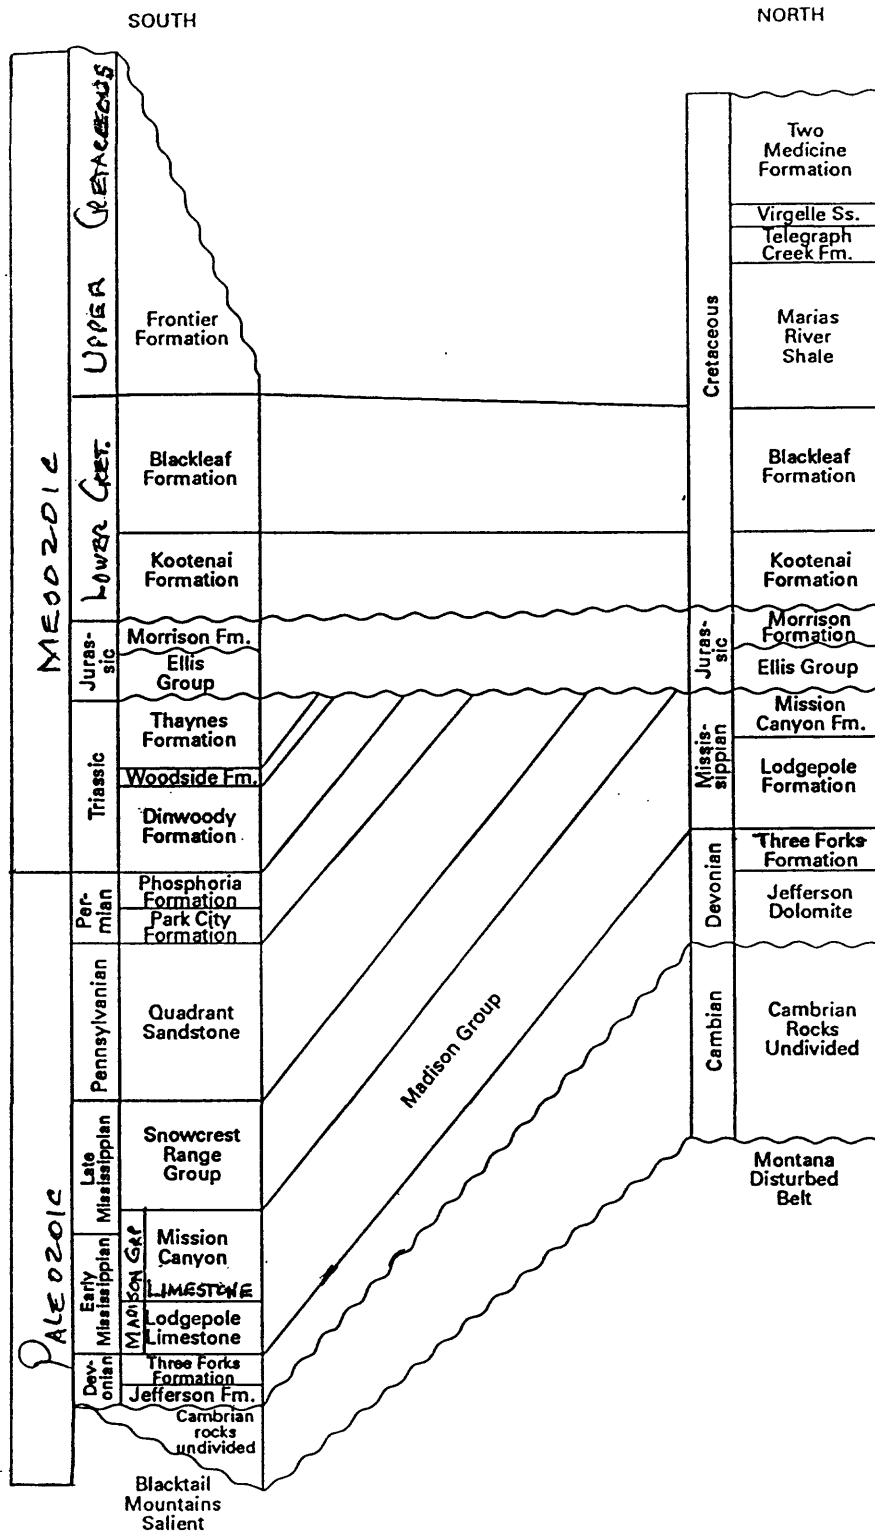 SOUTH
NORTH
MEOOZOIC
UPPER CRETACEOUS
Frontier
Formation
LOWER CRET.
Blackleaf
Formation
Kootenai
Formation
Juras-
sic
Morrison Fm.
Ellis
Group
Triassic
Thaynes
Formation
Woodside Fm.
Dinwoody
Formation
PALEOZOIC
Per-
mian
Phosphoria
Formation
Park City
Formation
Pennsylvanian
Quadrant
Sandstone
Late
Mississippian
Snowcrest
Range
Group
Early
Mississippian
MADISON GRP
Mission
Canyon
LIMESTONE
Lodgepole
Limestone
Dev-
onian
Three Forks
Formation
Jefferson Fm.
Cambrian
rocks
undivided
Blacktail
Mountains
Salient
Madison Group
Cretaceous
Two
Medicine
Formation
Virgelle Ss.
Telegraph
Creek Fm.
Marias
River
Shale
Blackleaf
Formation
Kootenai
Formation
Juras-
sic
Morrison
Formation
Ellis Group
Missis-
sippian
Mission
Canyon Fm.
Lodgepole
Formation
Devonian
Three Forks
Formation
Jefferson
Dolomite
Cambian
Cambrian
Rocks
Undivided
Montana
Disturbed
Belt